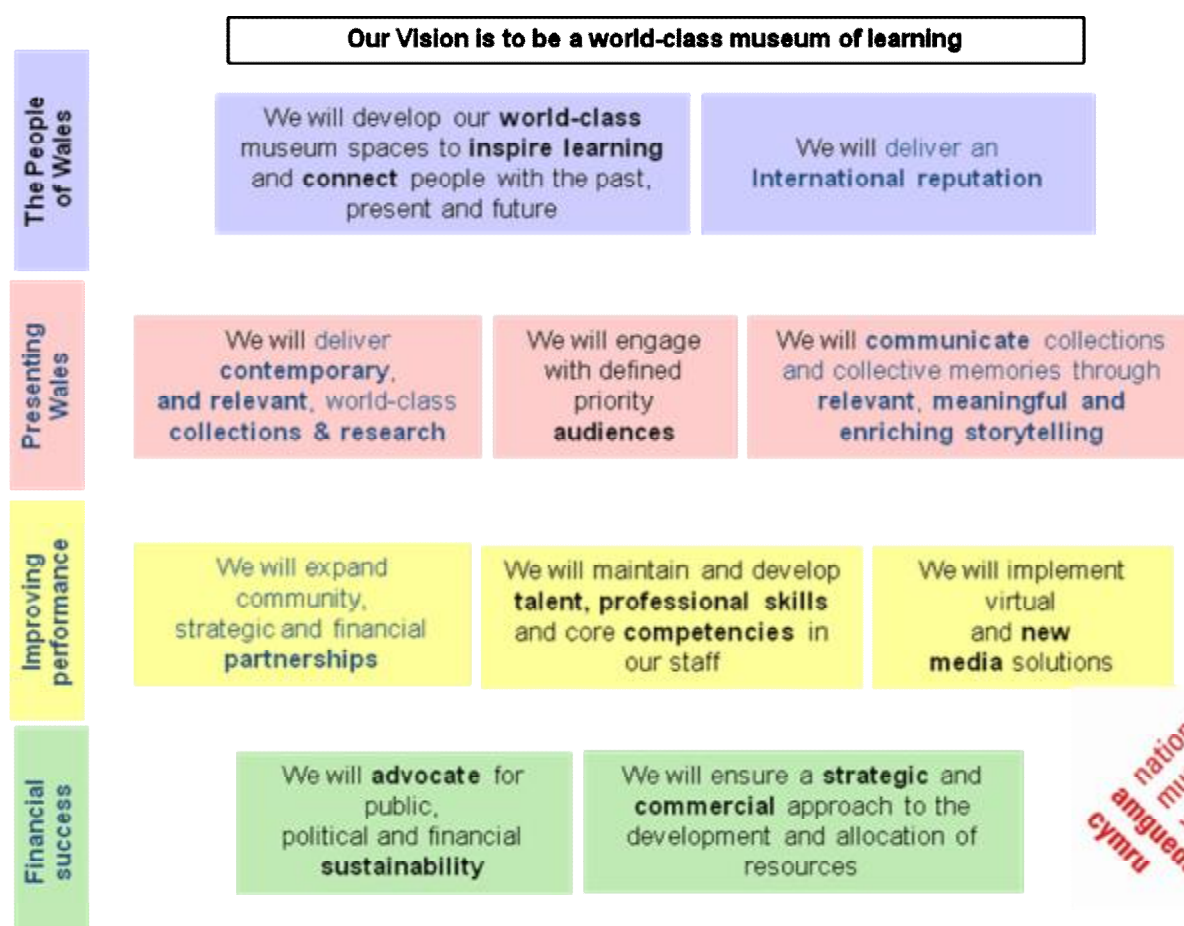 Our Vision is to be a world-class museum of learning
The People
of Wales
We will develop our world-class
museum spaces to inspire learning
and connect people with the past,
present and future
We will deliver an
International reputation
Presenting
Wales
We will deliver
contemporary,
and relevant, world-class
collections & research
We will engage
with defined
priority
audiences
We will communicate collections
and collective memories through
relevant, meaningful and
enriching storytelling
Improving
performance
We will expand
community,
strategic and financial
partnerships
We will maintain and develop
talent, professional skills
and core competencies in
our staff
We will implement
virtual
and new
media solutions
Financial
success
We will advocate for
public,
political and financial
sustainability
We will ensure a strategic and
commercial approach to the
development and allocation of
resources
cymru